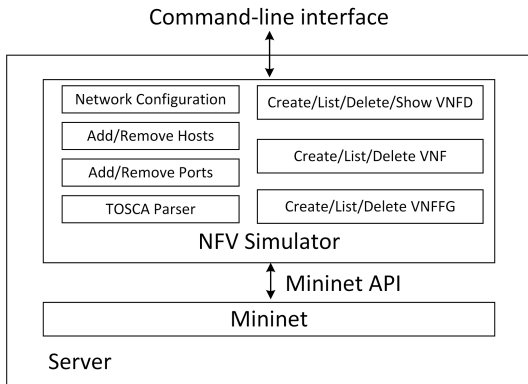 Command-line interface
Network Configuration
Add/Remove Hosts
Add/Remove Ports
TOSCA Parser
Create/List/Delete/Show VNFD
Create/List/Delete VNF
Create/List/Delete VNFFG
NFV Simulator
Mininet API
Mininet
Server